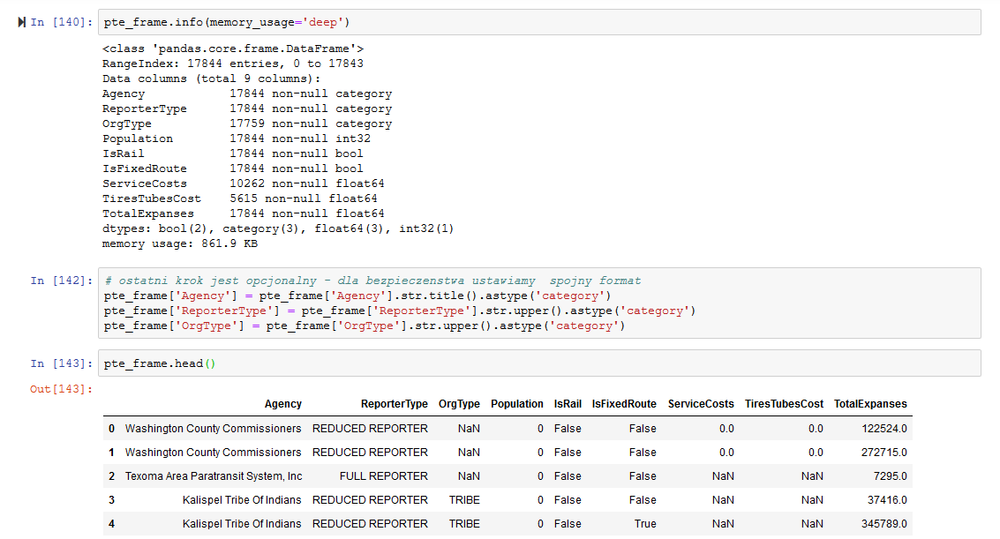 In [140]: pte_frame.info(memory_usage='deep')
<class 'pandas.core.frame.DataFrame'>
RangeIndex: 17844 entries, 0 to 17843
Data columns (total 9 columns):
Agency 17844 non-null category
ReporterType 17844 non-null category
OrgType 17759 non-null category
Population 17844 non-null int32
IsRail 17844 non-null bool
IsFixedRoute 17844 non-null bool
ServiceCosts 10262 non-null float64
TiresTubesCost 5615 non-null float64
TotalExpanses 17844 non-null float64
dtypes: bool(2), category(3), float64(3), int32(1)
memory usage: 861.9 KB
In [142]: # ostatni krok jest opcjonalny - dla bezpieczenstwa ustawiamy  spojny format
pte_frame['Agency'] = pte_frame['Agency'].str.title().astype('category')
pte_frame['ReporterType'] = pte_frame['ReporterType'].str.upper().astype('category')
pte_frame['OrgType'] = pte_frame['OrgType'].str.upper().astype('category')
In [143]: pte_frame.head()
Out[143]:
Agency ReporterType OrgType Population IsRail IsFixedRoute ServiceCosts TiresTubesCost TotalExpanses
0 Washington County Commissioners REDUCED REPORTER NaN 0 False False 0.0 0.0 122524.0
1 Washington County Commissioners REDUCED REPORTER NaN 0 False False 0.0 0.0 272715.0
2 Texoma Area Paratransit System, Inc FULL REPORTER NaN 0 False False NaN NaN 7295.0
3 Kalispel Tribe Of Indians REDUCED REPORTER TRIBE 0 False False NaN NaN 37416.0
4 Kalispel Tribe Of Indians REDUCED REPORTER TRIBE 0 False True NaN NaN 345789.0